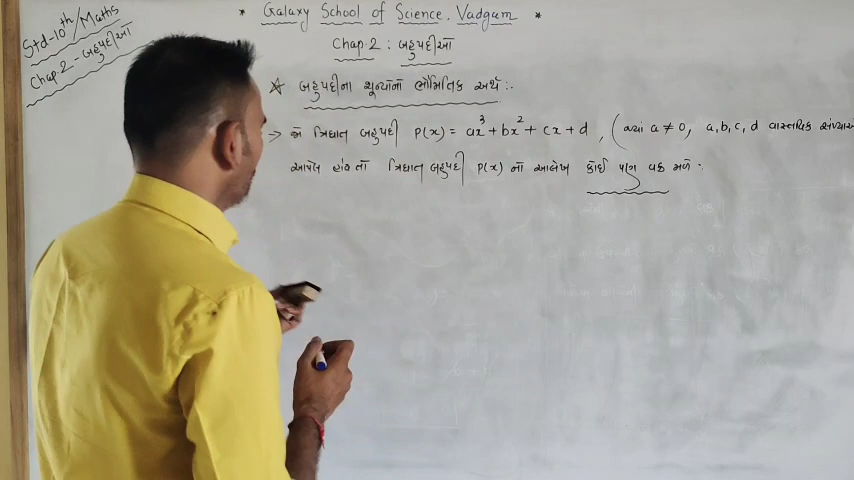 Std-10th/Maths
Chap-2 - બહુપદીઓ
* Galaxy School of Science, Vadgam *
Chap-2 : બહુપદીઓ
☆ બહુપદીના શૂન્યોનો ભૌમિતિક અર્થ :-
→ જો ત્રિઘાત બહુપદી P(x) = ax³ + bx² + cx + d , (જ્યાં a ≠ 0, a, b, c, d વાસ્તવિક સંખ્યાઓ
આપેલ હોય તો ત્રિઘાત બહુપદી P(x) નો આલેખ કોઈ પણ વક્ર મળે.